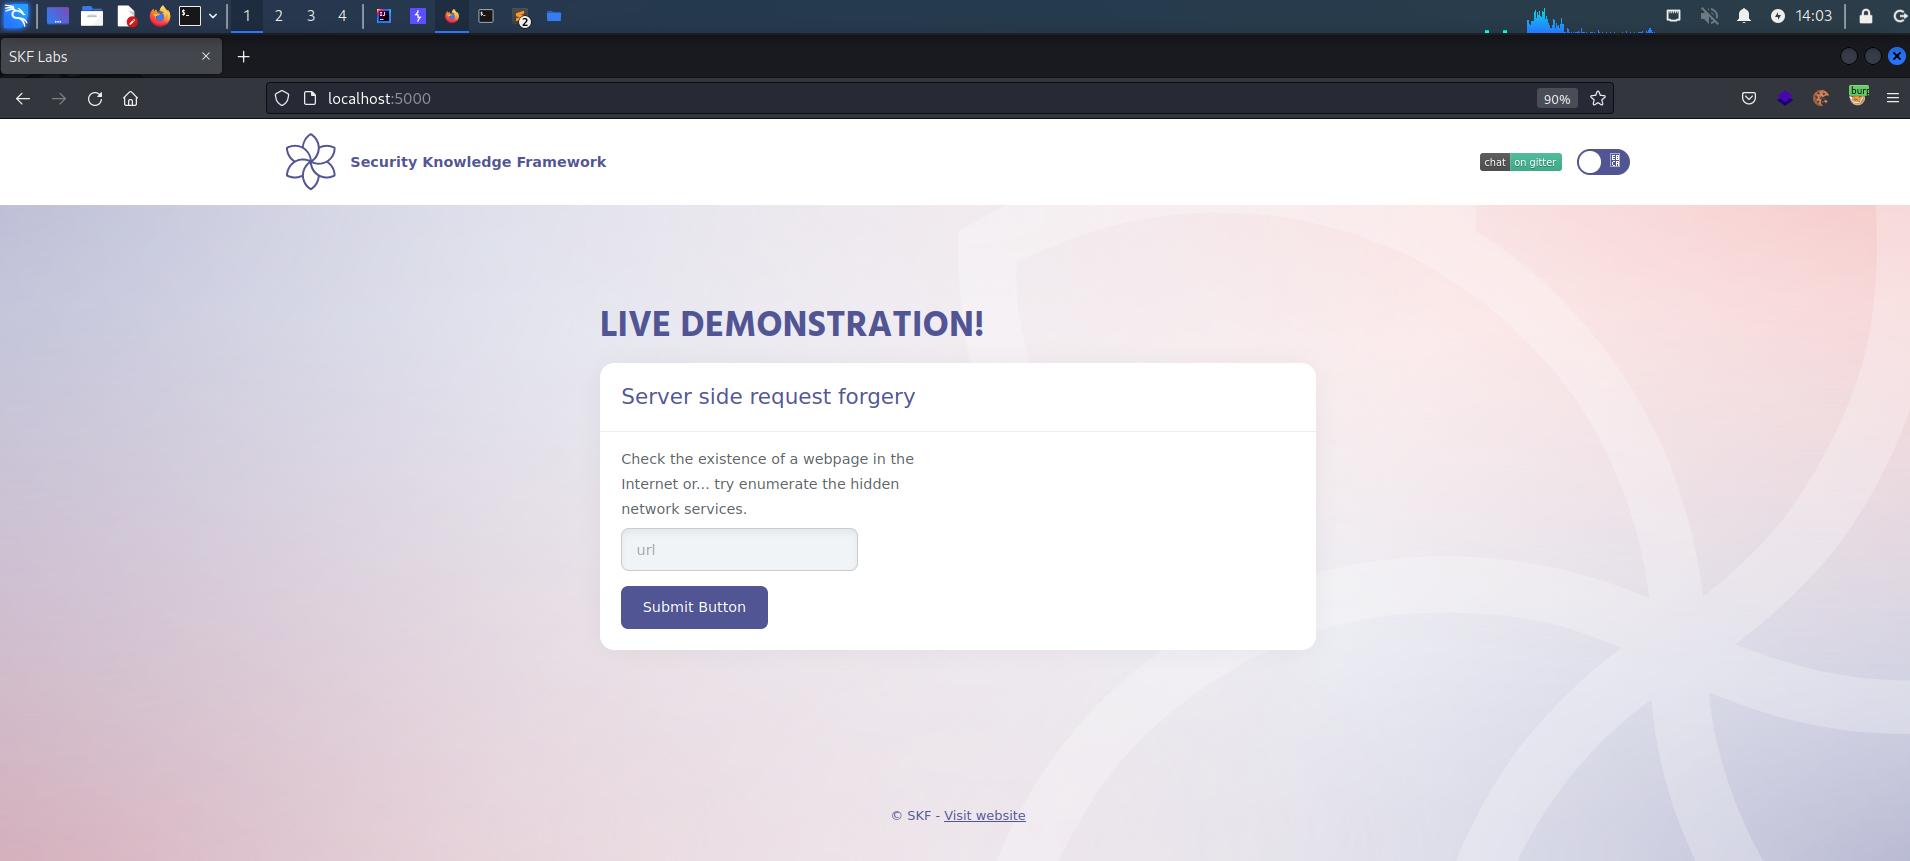 1 2 3 4 2 14:03
SKF Labs
localhost:5000 90% burp
Security Knowledge Framework chat on gitter
LIVE DEMONSTRATION!
Server side request forgery
Check the existence of a webpage in the
Internet or... try enumerate the hidden
network services.
url
Submit Button
© SKF - Visit website